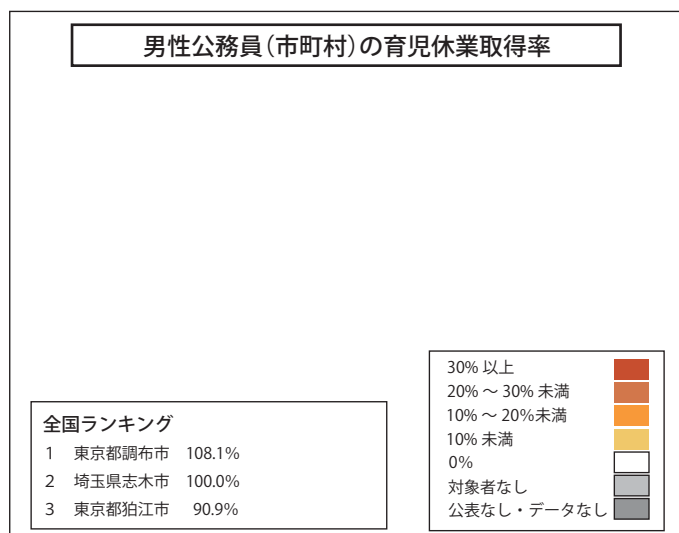 男性公務員（市町村）の育児休業取得率
全国ランキング
1 東京都調布市 108.1%
2 埼玉県志木市 100.0%
3 東京都狛江市 90.9%
30% 以上
20% ～ 30% 未満
10% ～ 20%未満
10% 未満
0%
対象者なし
公表なし・データなし